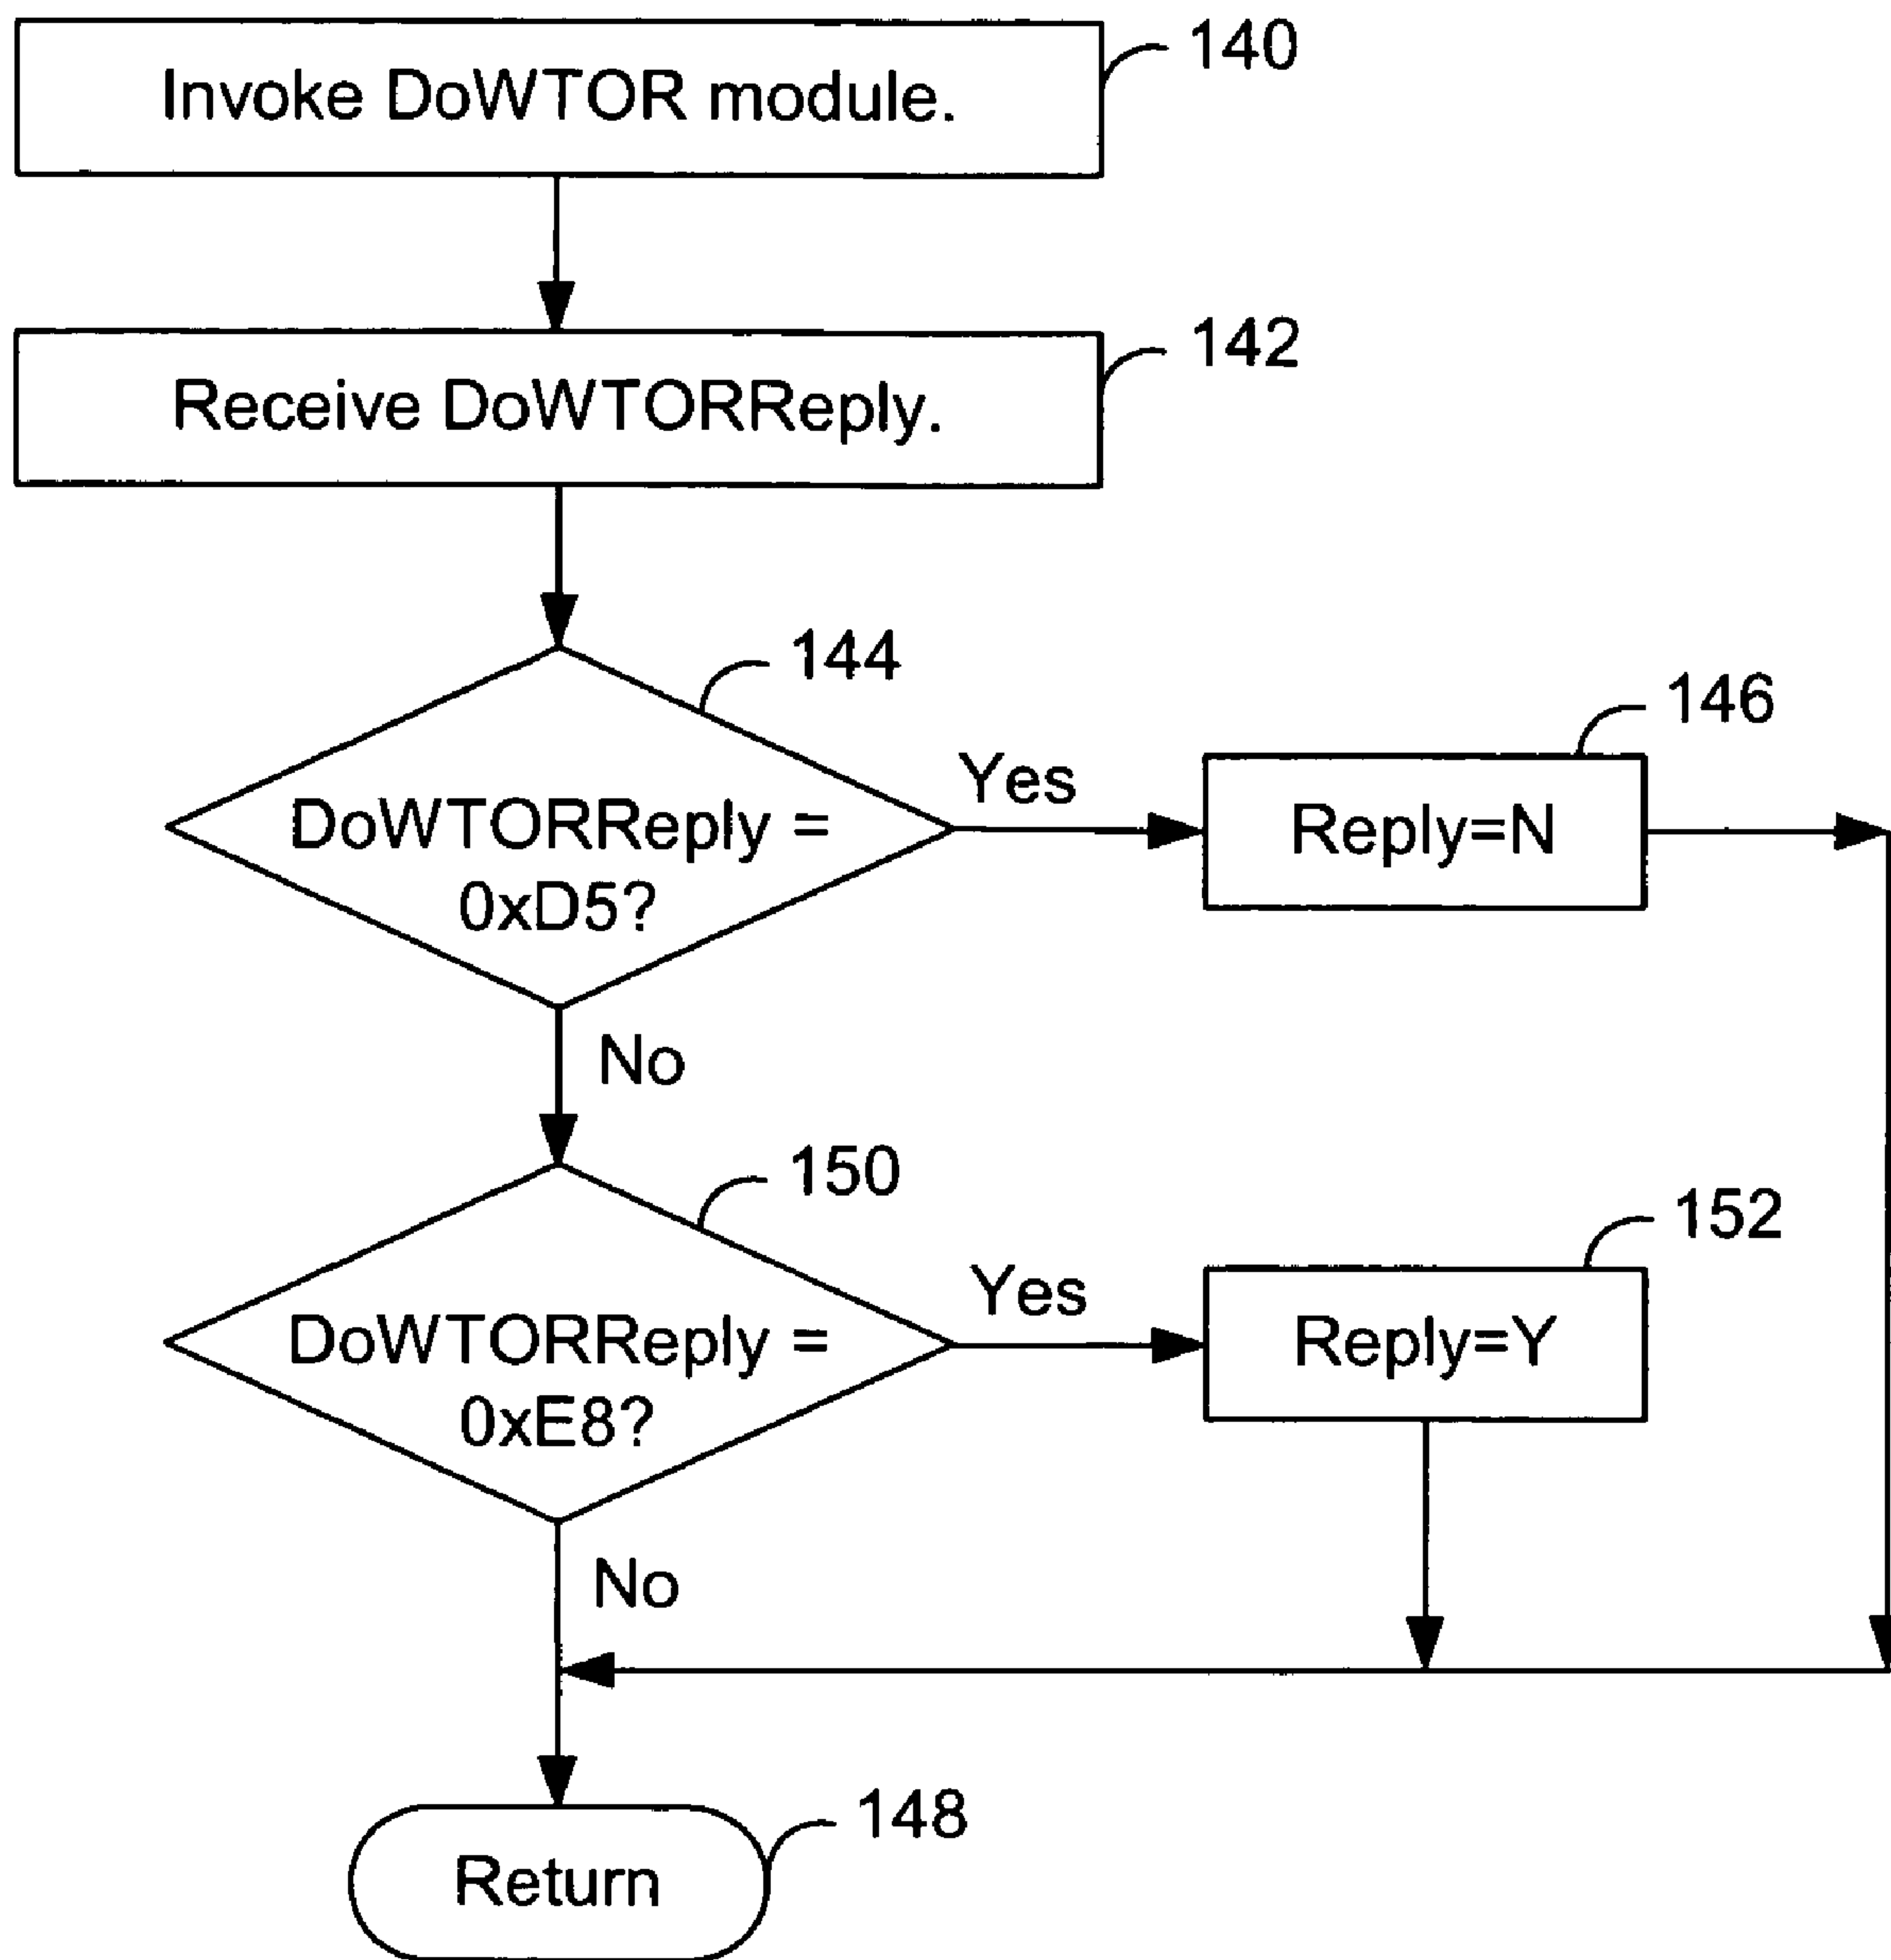 Invoke DoWTOR module.
140
Receive DoWTORReply.
142
144
DoWTORReply =
0xD5?
Yes
146
Reply=N
No
150
DoWTORReply =
0xE8?
Yes
152
Reply=Y
No
148
Return